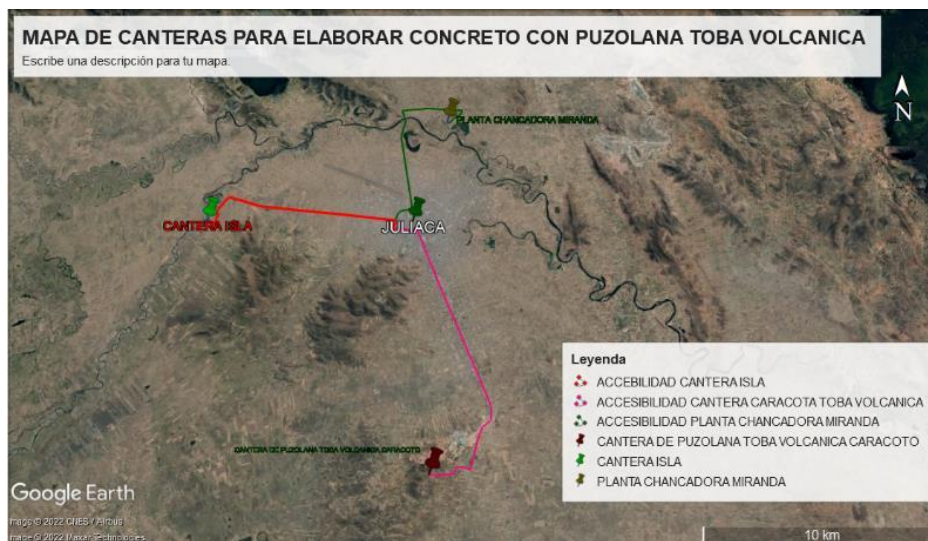 MAPA DE CANTERAS PARA ELABORAR CONCRETO CON PUZOLANA TOBA VOLCANICA
Escribe una descripción para tu mapa.
N
PLANTA CHANCADORA MIRANDA
CANTERA ISLA
JULIACA
CANTERA DE PUZOLANA TOBA VOLCANICA CARACOTO
Leyenda
ACCEBILIDAD CANTERA ISLA
ACCESIBILIDAD CANTERA CARACOTA TOBA VOLCANICA
ACCESIBILIDAD PLANTA CHANCADORA MIRANDA
CANTERA DE PUZOLANA TOBA VOLCANICA CARACOTO
CANTERA ISLA
PLANTA CHANCADORA MIRANDA
Google Earth
Image © 2022 CNES / Airbus
Image © 2022 Maxar Technologies
10 km